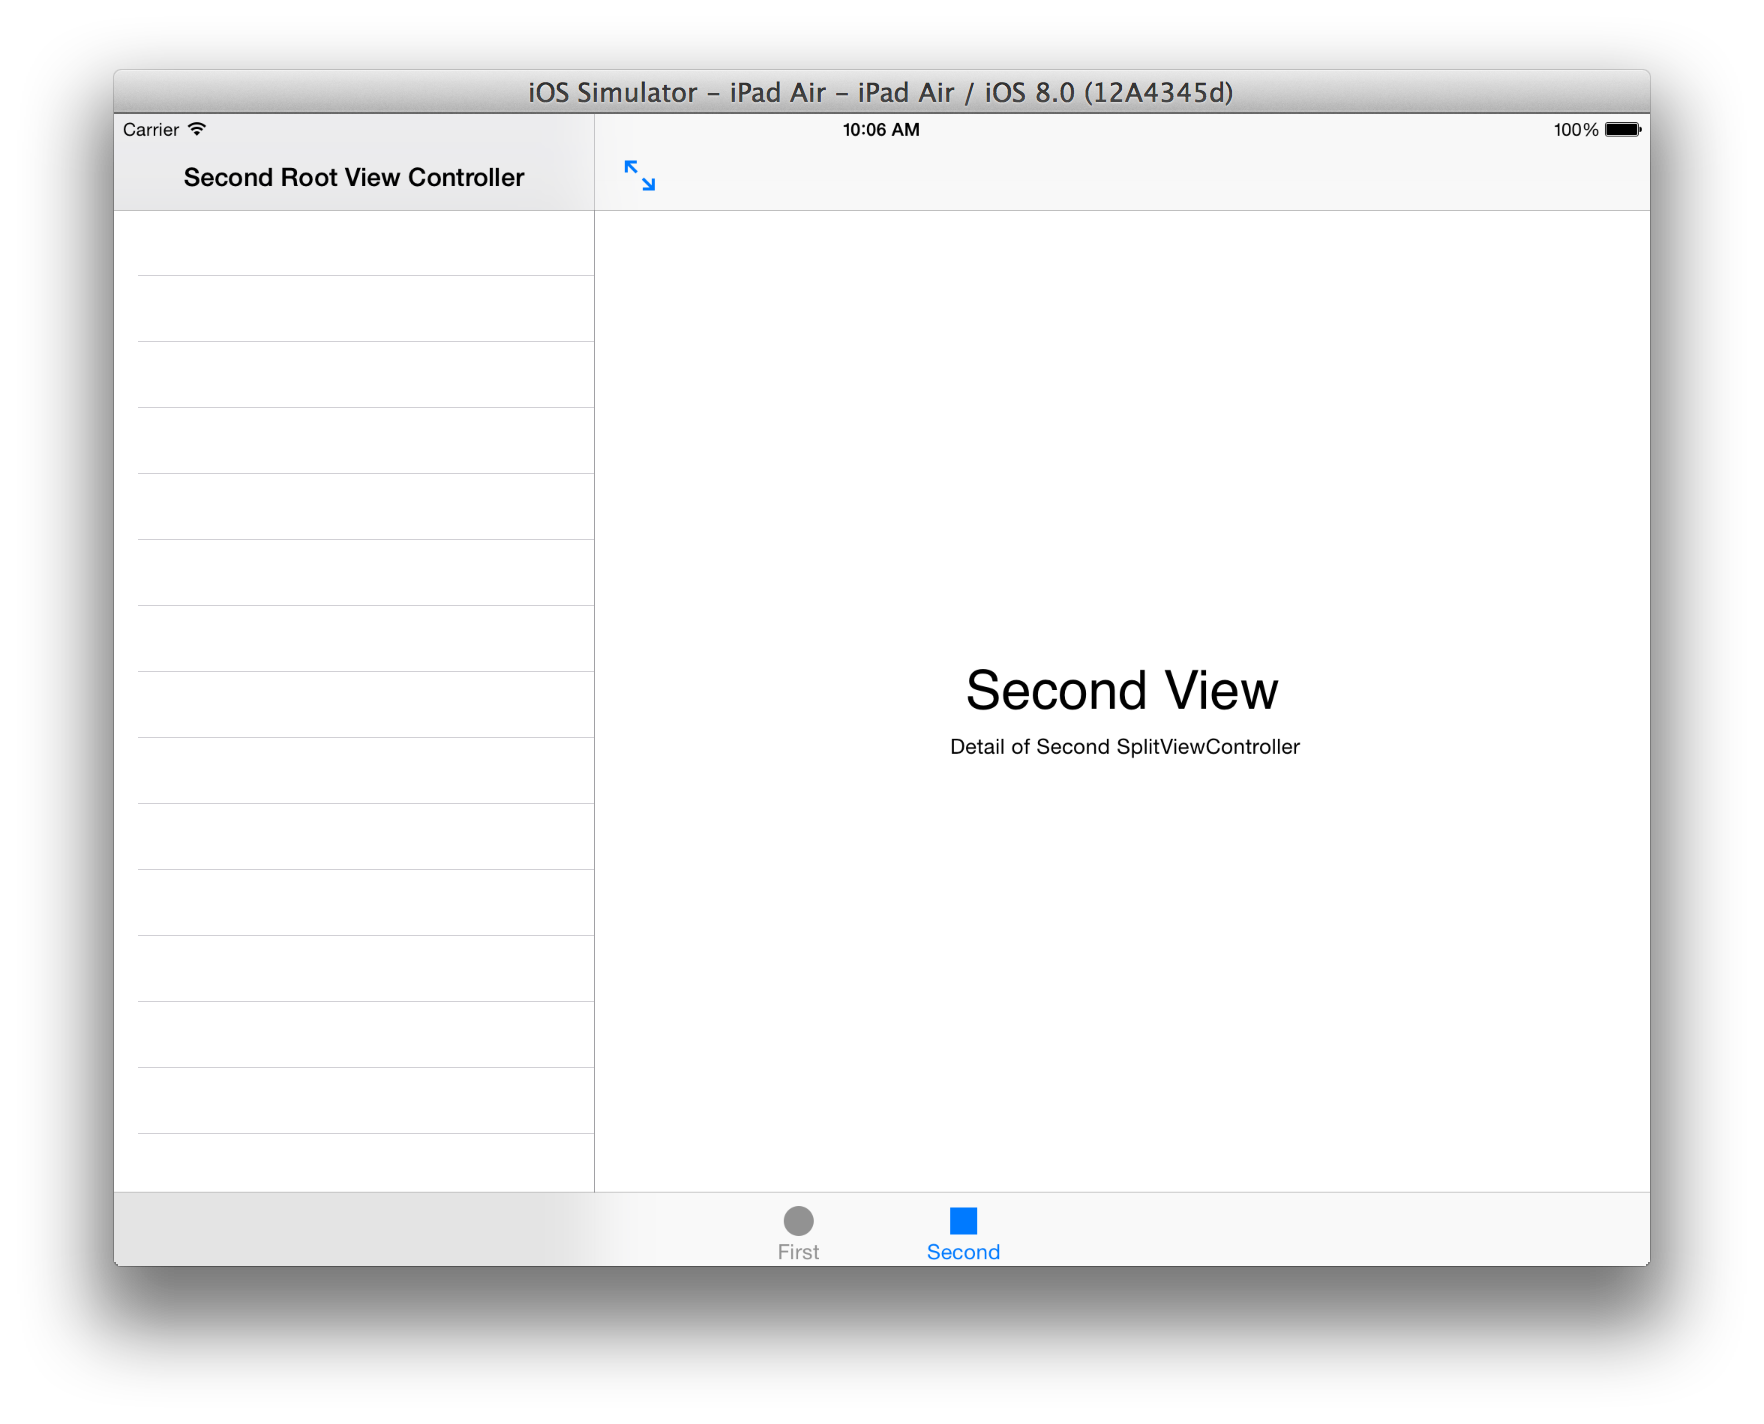 iOS Simulator – iPad Air – iPad Air / iOS 8.0 (12A4345d)
Carrier 10:06 AM 100%
Second Root View Controller
Second View
Detail of Second SplitViewController
First Second